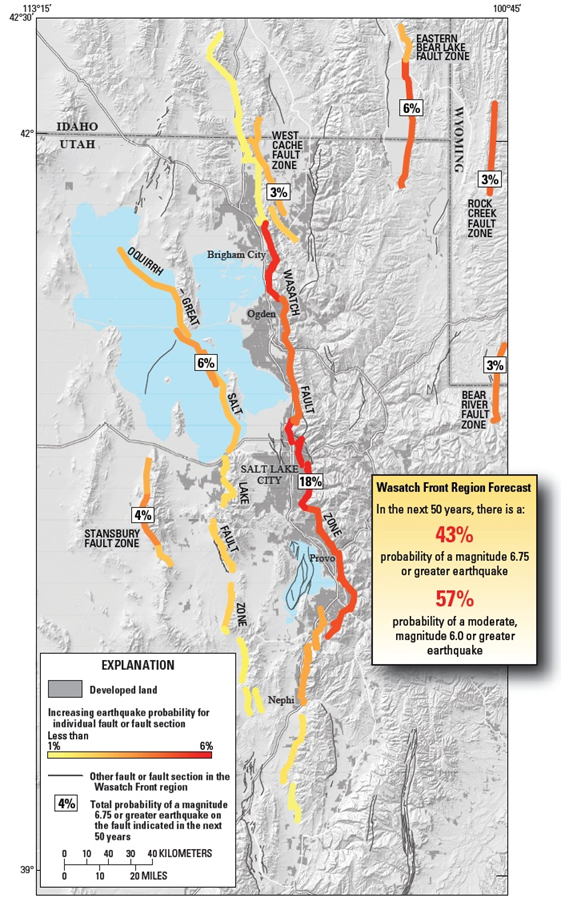 113°15'
100°45'
42°30'
EASTERN
BEAR LAKE
FAULT ZONE
6%
42°
IDAHO
UTAH
WYOMING
WEST
CACHE
FAULT
ZONE
3%
3%
ROCK
CREEK
FAULT
ZONE
Brigham City
OQUIRRH
– GREAT
SALT
LAKE
FAULT
ZONE
WASATCH
FAULT
ZONE
Ogden
6%
3%
BEAR
RIVER
FAULT
ZONE
SALT LAKE
CITY
18%
4%
STANSBURY
FAULT ZONE
Provo
Nephi
Wasatch Front Region Forecast
In the next 50 years, there is a:
43%
probability of a magnitude 6.75
or greater earthquake
57%
probability of a moderate,
magnitude 6.0 or greater
earthquake
EXPLANATION
Developed land
Increasing earthquake probability for
individual fault or fault section
Less than
1% 6%
Other fault or fault section in the
Wasatch Front region
4%
Total probability of a magnitude
6.75 or greater earthquake on
the fault indicated in the next
50 years
0 10 20 30 40 KILOMETERS
0 10 20 MILES
39°